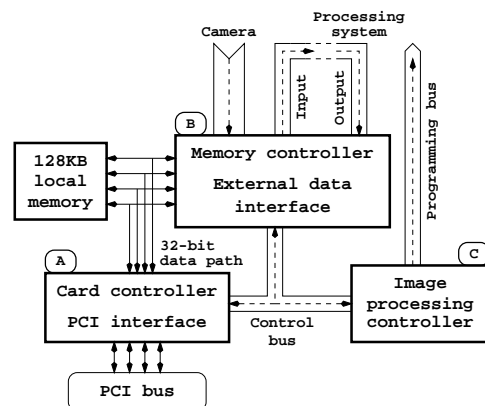 Camera
Processing
system
Input
Output
Programming bus
B
Memory controller
External data
interface
128KB
local
memory
32-bit
data path
A
Card controller
PCI interface
Control
bus
C
Image
processing
controller
PCI bus